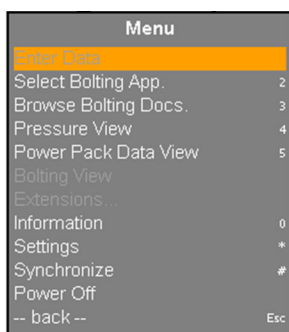 Menu
Enter Data
Select Bolting App. 2
Browse Bolting Docs. 3
Pressure View 4
Power Pack Data View 5
Bolting View
Extensions...
Information 0
Settings *
Synchronize #
Power Off
-- back -- Esc